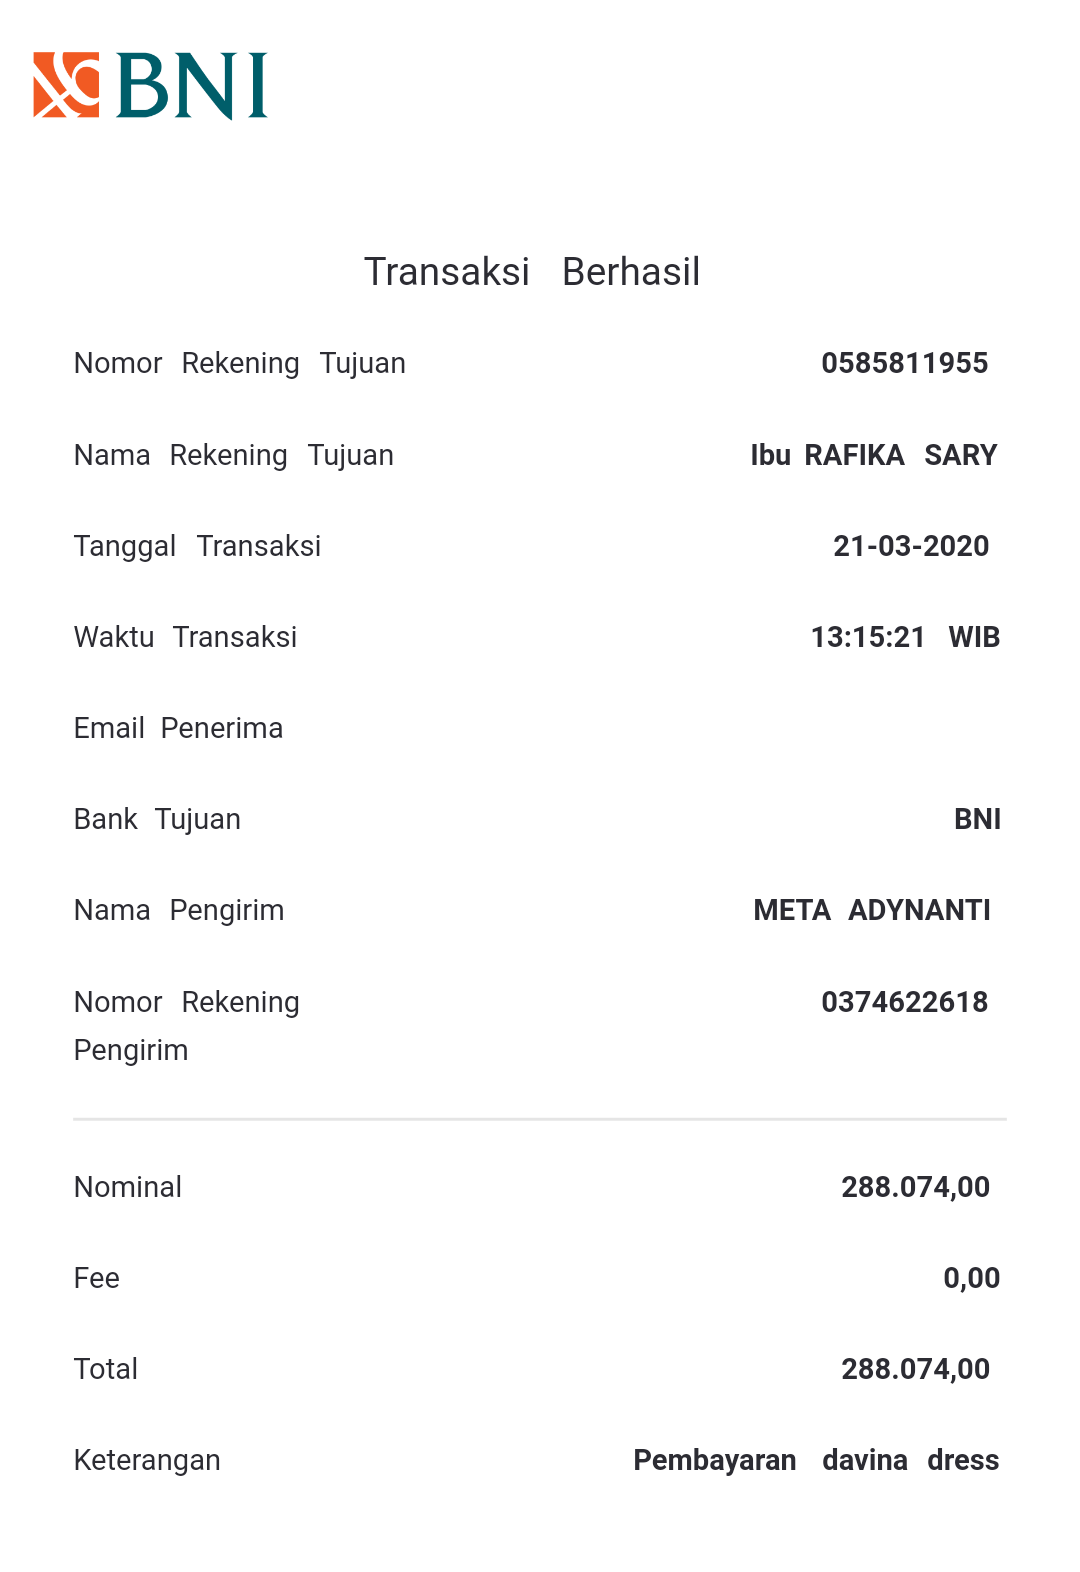 BNI
Transaksi Berhasil
Nomor Rekening Tujuan 0585811955
Nama Rekening Tujuan Ibu RAFIKA SARY
Tanggal Transaksi 21-03-2020
Waktu Transaksi 13:15:21 WIB
Email Penerima
Bank Tujuan BNI
Nama Pengirim META ADYNANTI
Nomor Rekening 0374622618
Pengirim
Nominal 288.074,00
Fee 0,00
Total 288.074,00
Keterangan Pembayaran davina dress